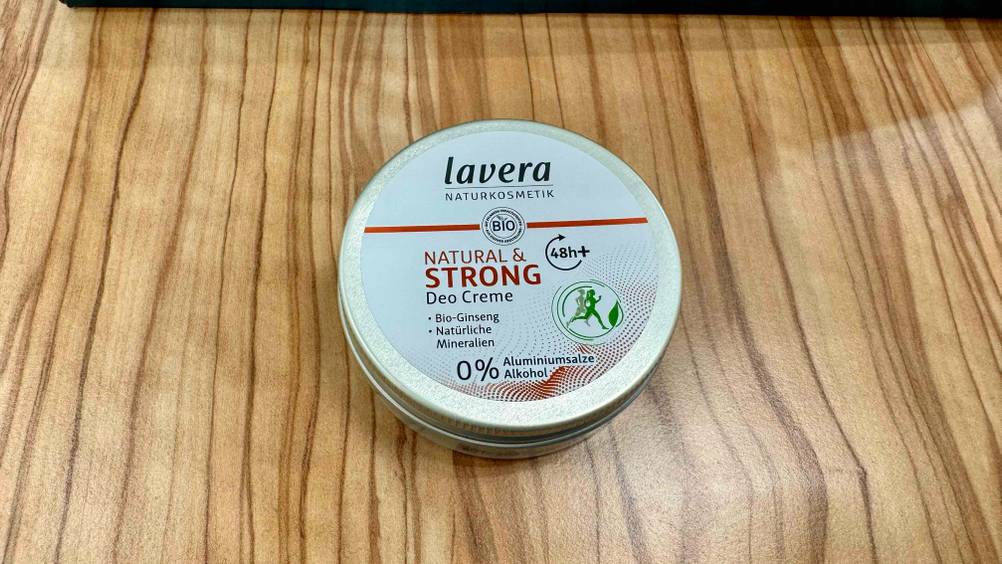 lavera
NATURKOSMETIK
BIO
NATURAL &
STRONG
48h+
Deo Creme
• Bio-Ginseng
• Natürliche
Mineralien
0% Aluminiumsalze
Alkohol